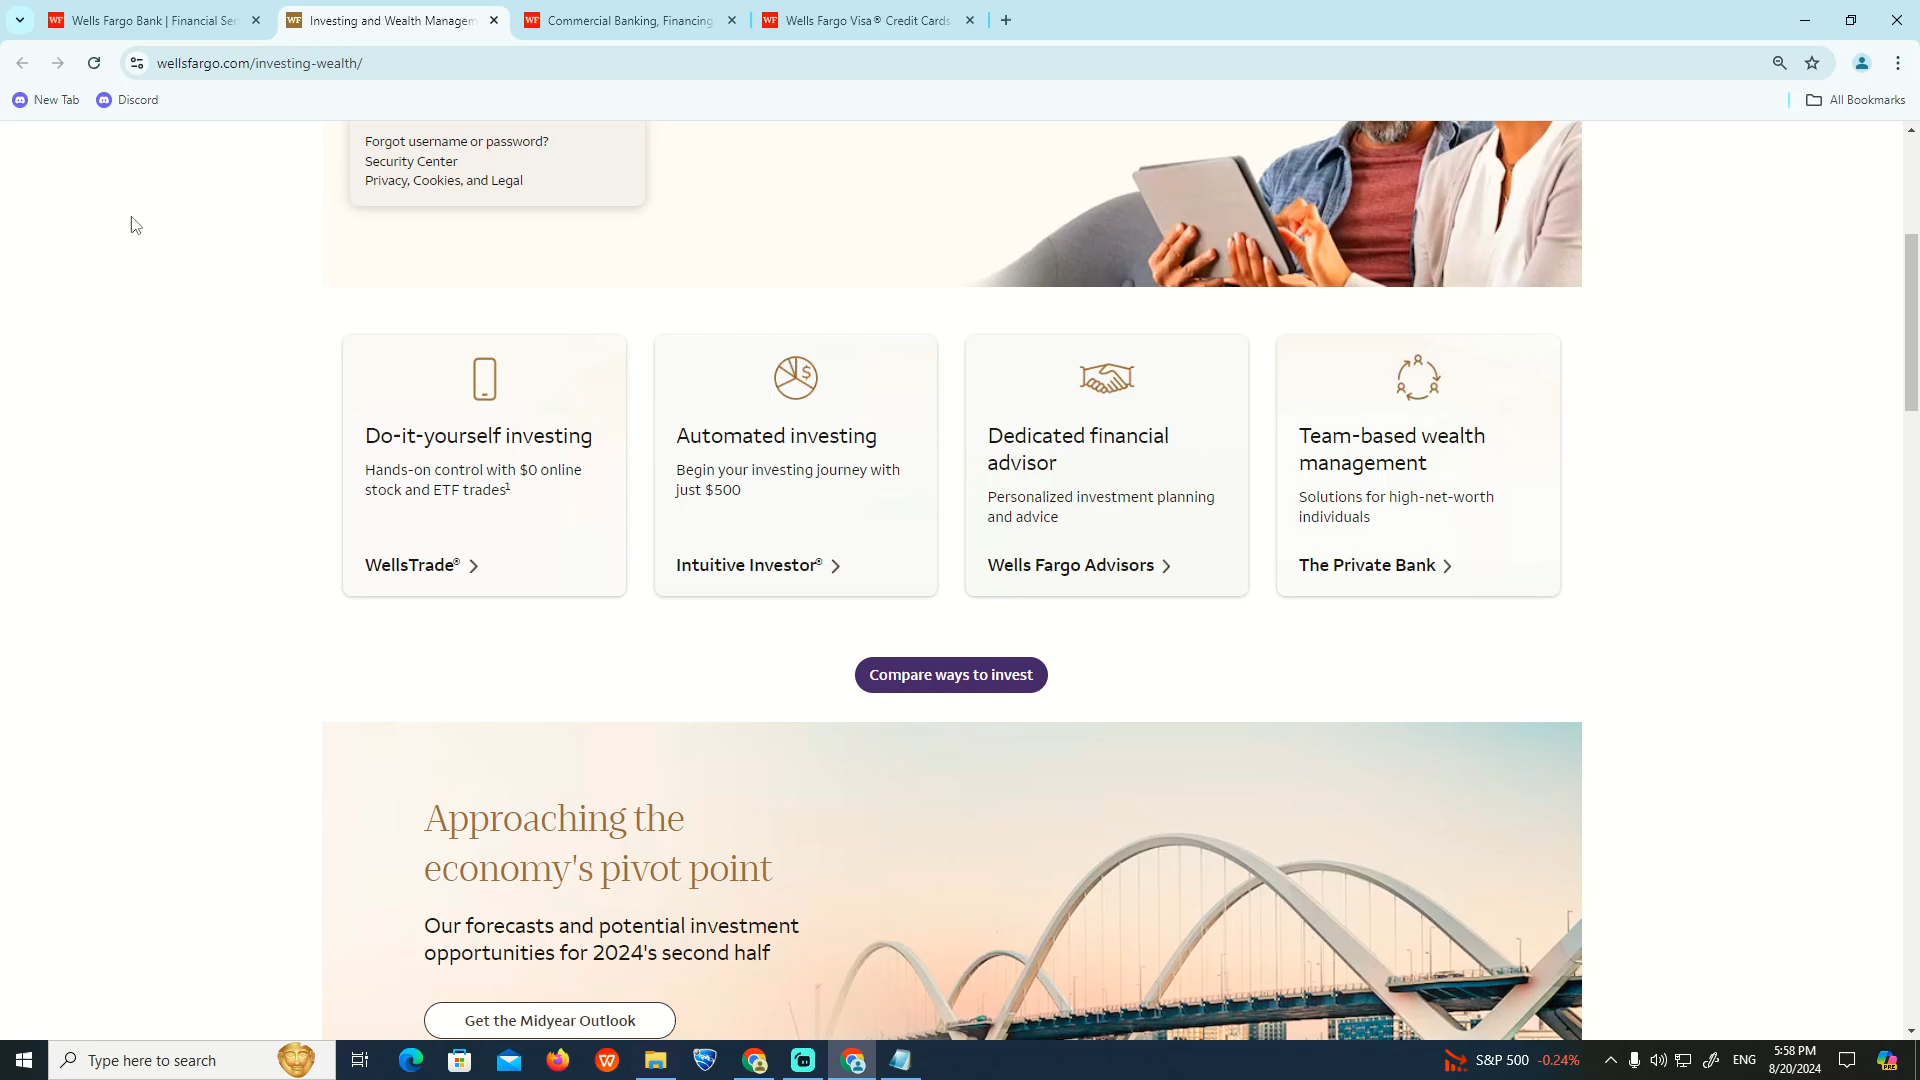 WF Wells Fargo Bank | Financial Ser
WF Investing and Wealth Managem
WF Commercial Banking, Financing
WF Wells Fargo Visa® Credit Cards
wellsfargo.com/investing-wealth/
New Tab
Discord
All Bookmarks
Forgot username or password?
Security Center
Privacy, Cookies, and Legal
Do-it-yourself investing
Hands-on control with $0 online
stock and ETF trades¹
WellsTrade® >
Automated investing
Begin your investing journey with
just $500
Intuitive Investor® >
Dedicated financial
advisor
Personalized investment planning
and advice
Wells Fargo Advisors >
Team-based wealth
management
Solutions for high-net-worth
individuals
The Private Bank >
Compare ways to invest
Approaching the
economy's pivot point
Our forecasts and potential investment
opportunities for 2024's second half
Get the Midyear Outlook
Type here to search
S&P 500 -0.24%
ENG
5:58 PM
8/20/2024
PRE